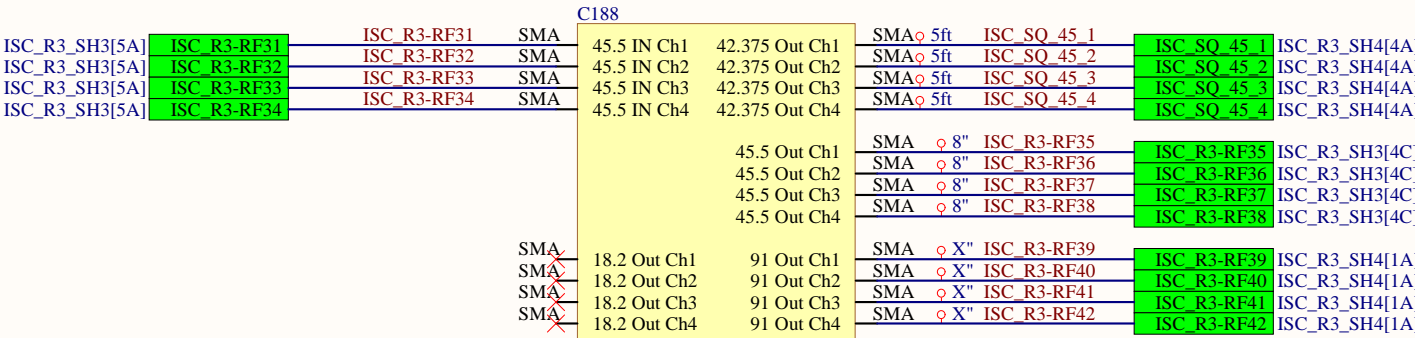 C188
ISC_R3_SH3[5A] ISC_R3-RF31 ISC_R3-RF31 SMA 45.5 IN Ch1 42.375 Out Ch1 SMA 5ft ISC_SQ_45_1 ISC_SQ_45_1 ISC_R3_SH4[4A]
ISC_R3_SH3[5A] ISC_R3-RF32 ISC_R3-RF32 SMA 45.5 IN Ch2 42.375 Out Ch2 SMA 5ft ISC_SQ_45_2 ISC_SQ_45_2 ISC_R3_SH4[4A]
ISC_R3_SH3[5A] ISC_R3-RF33 ISC_R3-RF33 SMA 45.5 IN Ch3 42.375 Out Ch3 SMA 5ft ISC_SQ_45_3 ISC_SQ_45_3 ISC_R3_SH4[4A]
ISC_R3_SH3[5A] ISC_R3-RF34 ISC_R3-RF34 SMA 45.5 IN Ch4 42.375 Out Ch4 SMA 5ft ISC_SQ_45_4 ISC_SQ_45_4 ISC_R3_SH4[4A]
45.5 Out Ch1 SMA 8" ISC_R3-RF35 ISC_R3-RF35 ISC_R3_SH3[4C]
45.5 Out Ch2 SMA 8" ISC_R3-RF36 ISC_R3-RF36 ISC_R3_SH3[4C]
45.5 Out Ch3 SMA 8" ISC_R3-RF37 ISC_R3-RF37 ISC_R3_SH3[4C]
45.5 Out Ch4 SMA 8" ISC_R3-RF38 ISC_R3-RF38 ISC_R3_SH3[4C]
SMA 18.2 Out Ch1 91 Out Ch1 SMA X" ISC_R3-RF39 ISC_R3-RF39 ISC_R3_SH4[1A]
SMA 18.2 Out Ch2 91 Out Ch2 SMA X" ISC_R3-RF40 ISC_R3-RF40 ISC_R3_SH4[1A]
SMA 18.2 Out Ch3 91 Out Ch3 SMA X" ISC_R3-RF41 ISC_R3-RF41 ISC_R3_SH4[1A]
SMA 18.2 Out Ch4 91 Out Ch4 SMA X" ISC_R3-RF42 ISC_R3-RF42 ISC_R3_SH4[1A]